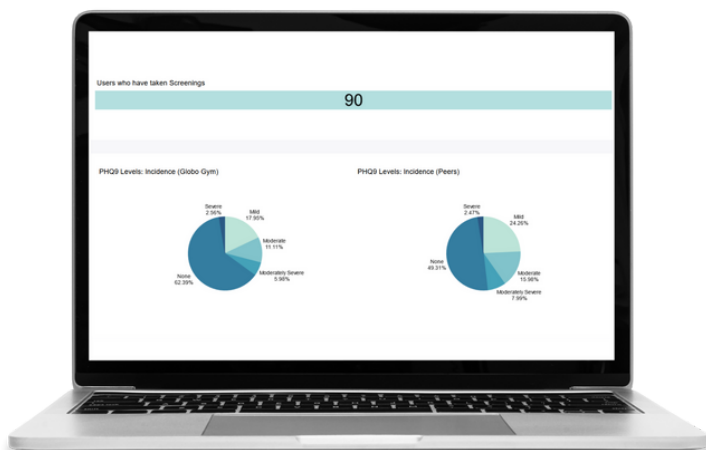 Users who have taken Screenings
90
PHQ9 Levels: Incidence (Globo Gym)
PHQ9 Levels: Incidence (Peers)
Severe
2.56%
Mild
17.95%
Moderate
11.11%
Moderately Severe
5.98%
None
62.39%
Severe
2.47%
Mild
24.26%
Moderate
15.98%
Moderately Severe
7.99%
None
49.31%